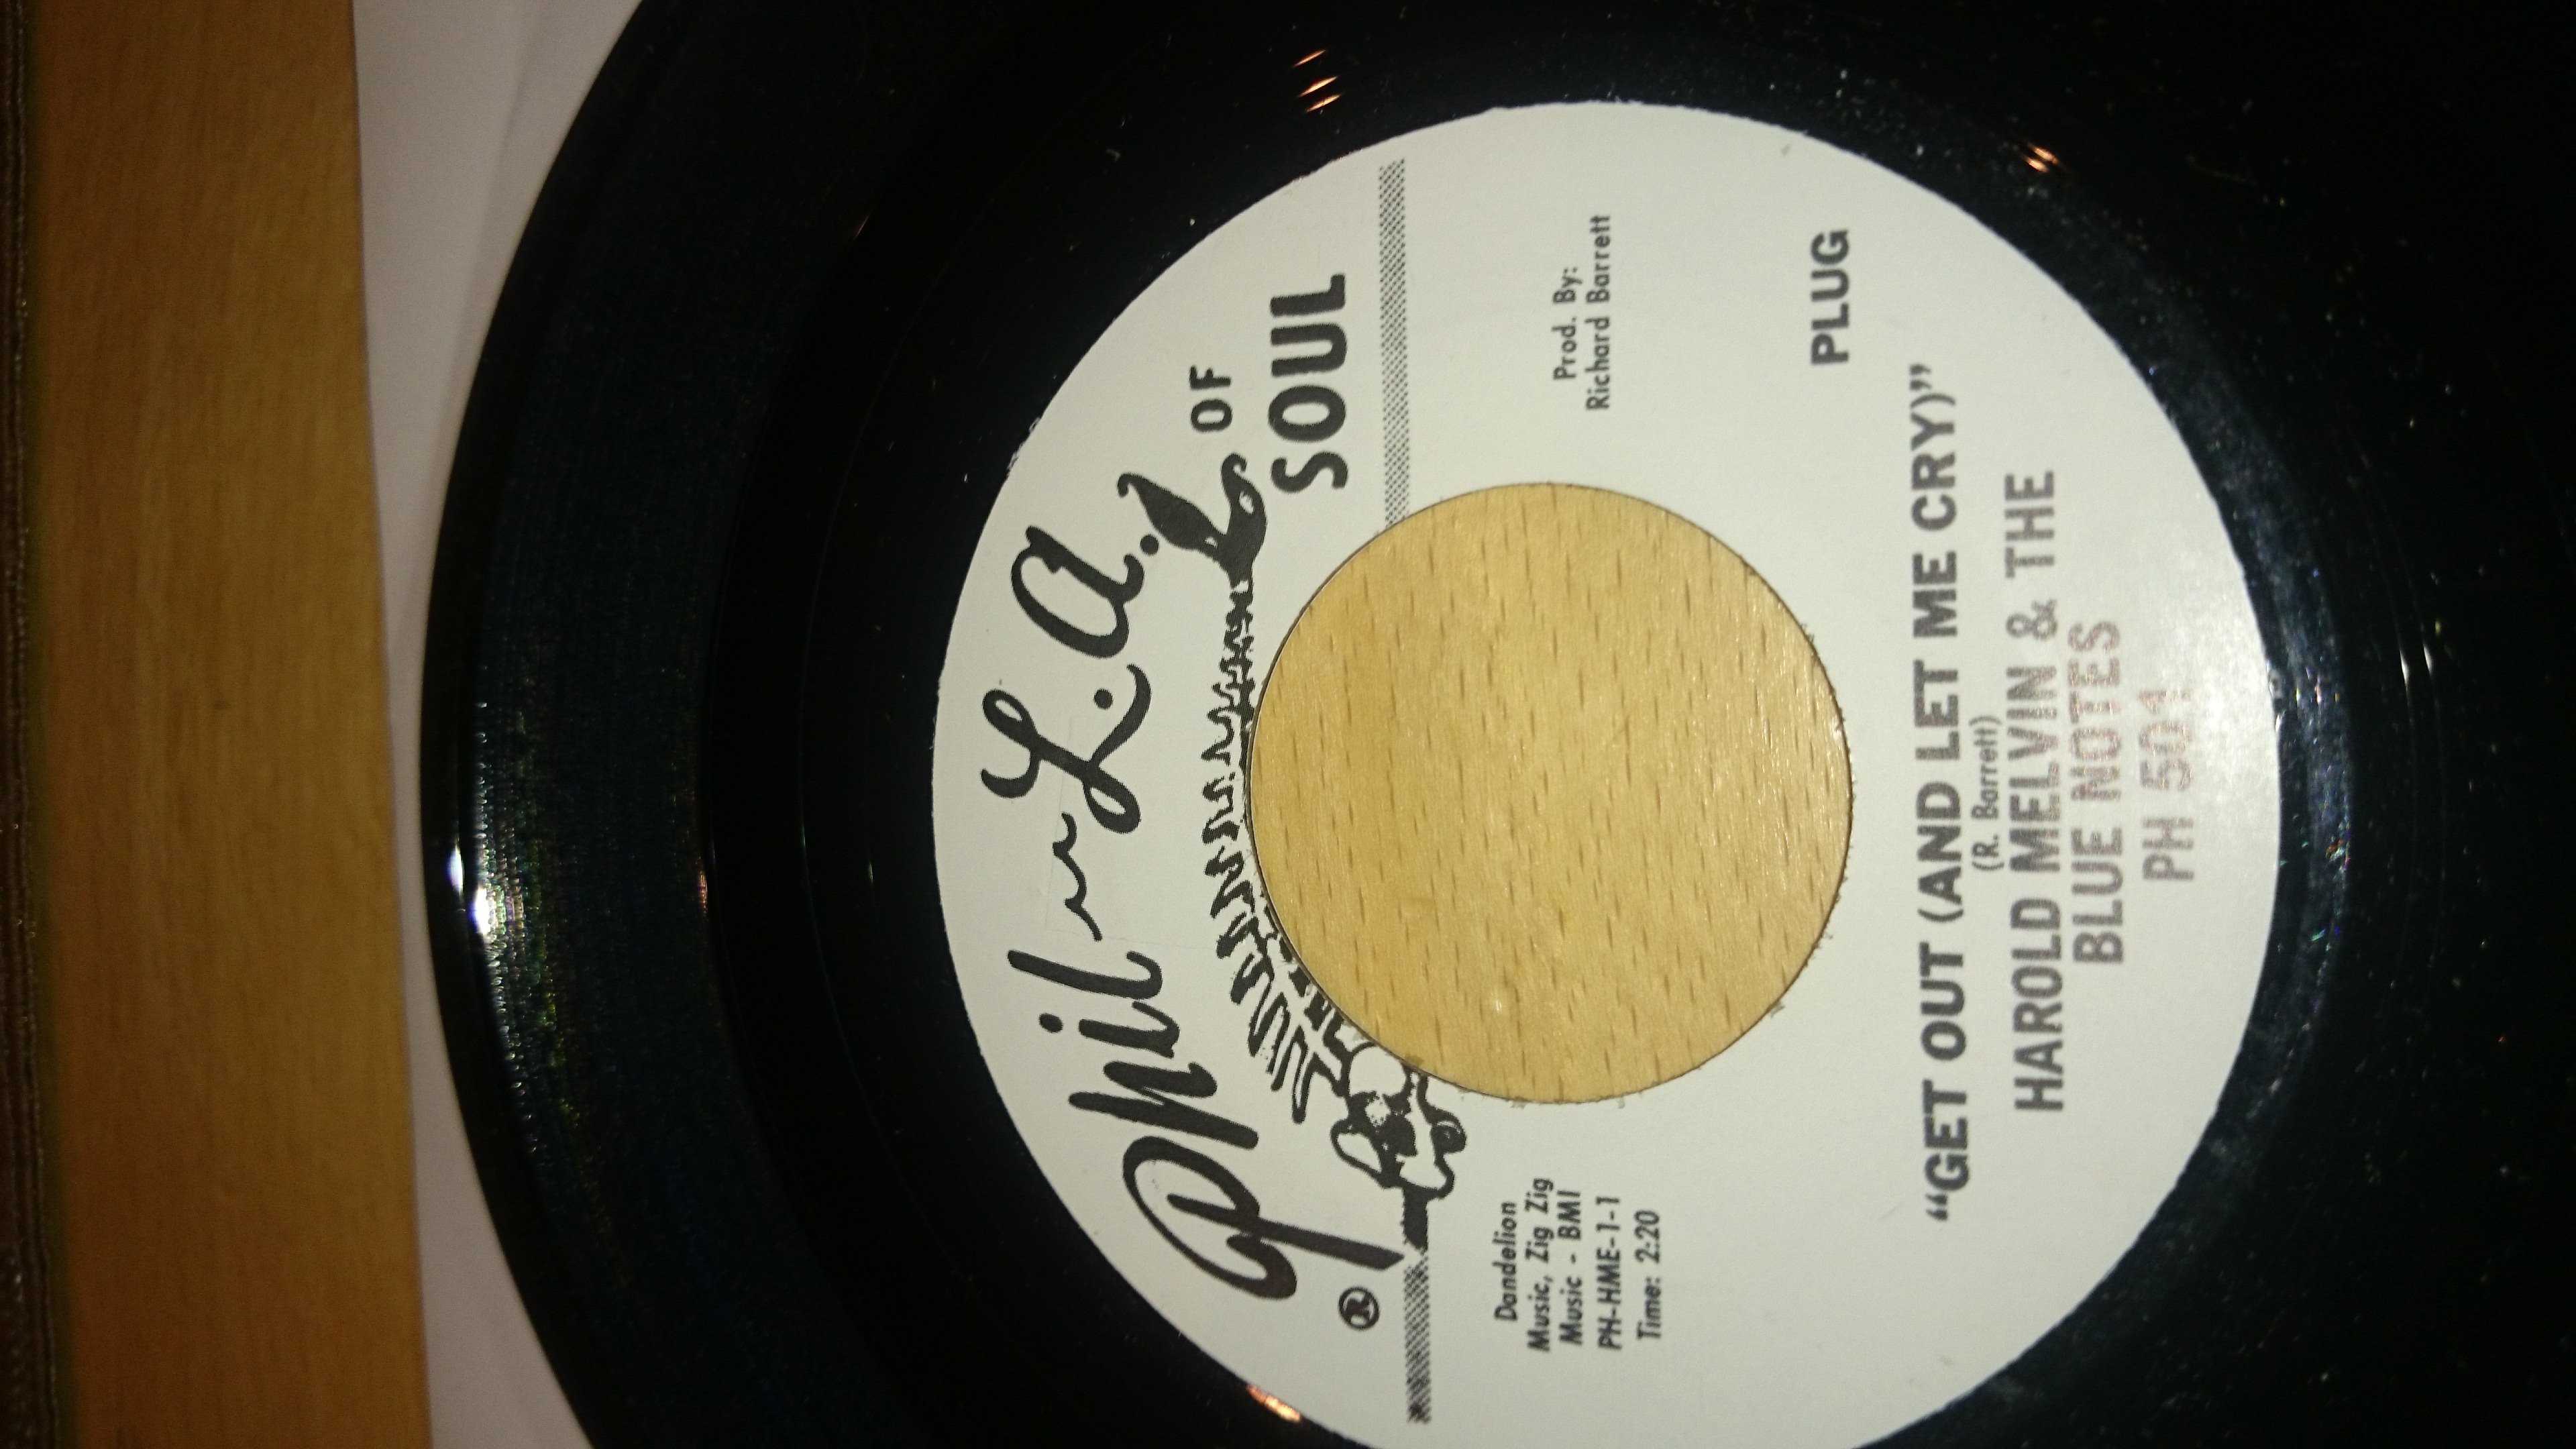 Phil-L.A. OF
SOUL
®
Dandelion
Music, Zig Zig
Music - BMI
PH-HME-1-1
Time: 2:20
Prod. By:
Richard Barrett
PLUG
“GET OUT (AND LET ME CRY)”
(R. Barrett)
HAROLD MELVIN & THE
BLUE NOTES
PH 501